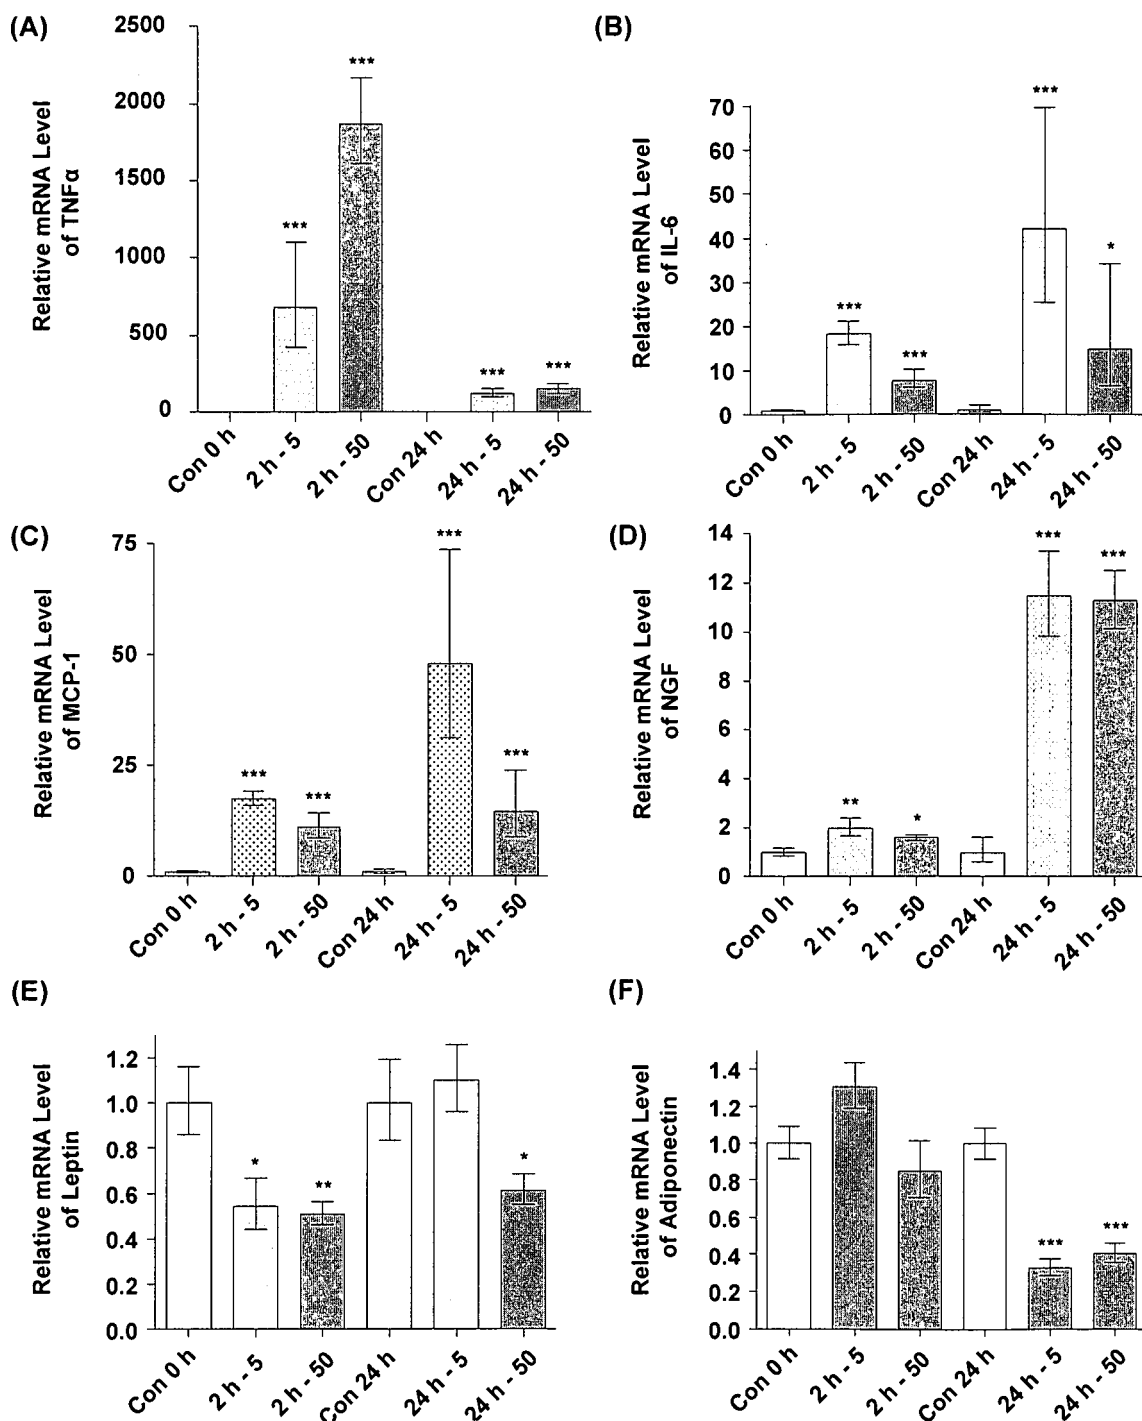 (A)
Relative mRNA Level
of TNFα
2500
2000
1500
1000
500
0
***
***
***
***
Con 0 h
2 h - 5
2 h - 50
Con 24 h
24 h - 5
24 h - 50
(B)
Relative mRNA Level
of IL-6
70
60
50
40
30
20
10
0
***
***
***
*
Con 0 h
2 h - 5
2 h - 50
Con 24 h
24 h - 5
24 h - 50
(C)
Relative mRNA Level
of MCP-1
75
50
25
0
***
***
***
***
Con 0 h
2 h - 5
2 h - 50
Con 24 h
24 h - 5
24 h - 50
(D)
Relative mRNA Level
of NGF
14
12
10
8
6
4
2
0
**
*
***
***
Con 0 h
2 h - 5
2 h - 50
Con 24 h
24 h - 5
24 h - 50
(E)
Relative mRNA Level
of Leptin
1.2
1.0
0.8
0.6
0.4
0.2
0.0
*
**
*
Con 0 h
2 h - 5
2 h - 50
Con 24 h
24 h - 5
24 h - 50
(F)
Relative mRNA Level
of Adiponectin
1.4
1.2
1.0
0.8
0.6
0.4
0.2
0.0
***
***
Con 0 h
2 h - 5
2 h - 50
Con 24 h
24 h - 5
24 h - 50